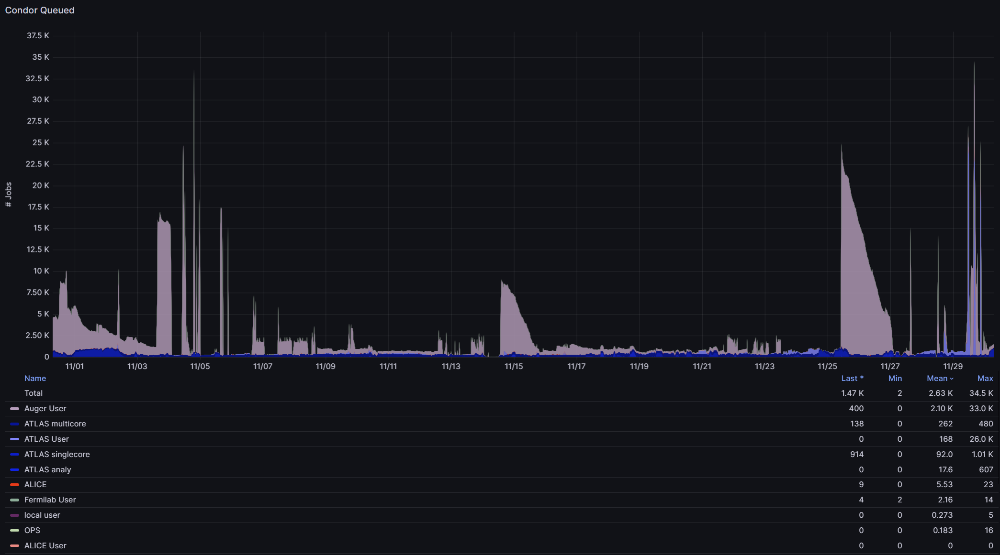 Condor Queued
37.5 K
35 K
32.5 K
30 K
27.5 K
25 K
22.5 K
20 K
17.5 K
15 K
12.5 K
10 K
7.50 K
5 K
2.50 K
0
# Jobs
11/01 11/03 11/05 11/07 11/09 11/11 11/13 11/15 11/17 11/19 11/21 11/23 11/25 11/27 11/29
Name Last * Min Mean Max
Total 1.47 K 2 2.63 K 34.5 K
Auger User 400 0 2.10 K 33.0 K
ATLAS multicore 138 0 262 480
ATLAS User 0 0 168 26.0 K
ATLAS singlecore 914 0 92.0 1.01 K
ATLAS analy 0 0 17.6 607
ALICE 9 0 5.53 23
Fermilab User 4 2 2.16 14
local user 0 0 0.273 5
OPS 0 0 0.183 16
ALICE User 0 0 0 0